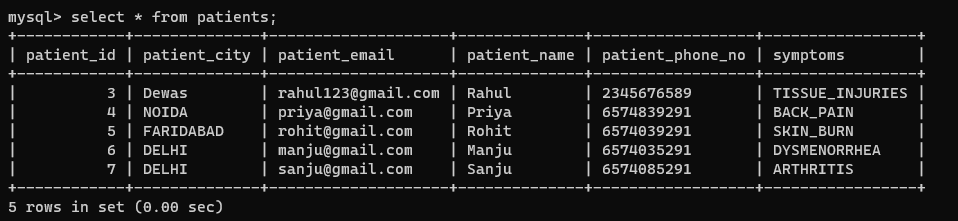 mysql> select * from patients;
+------------+--------------+--------------------+--------------+------------------+-----------------+
| patient_id | patient_city | patient_email      | patient_name | patient_phone_no | symptoms        |
+------------+--------------+--------------------+--------------+------------------+-----------------+
|          3 | Dewas        | rahul123@gmail.com | Rahul        | 2345676589       | TISSUE_INJURIES |
|          4 | NOIDA        | priya@gmail.com    | Priya        | 6574839291       | BACK_PAIN       |
|          5 | FARIDABAD    | rohit@gmail.com    | Rohit        | 6574039291       | SKIN_BURN       |
|          6 | DELHI        | manju@gmail.com    | Manju        | 6574035291       | DYSMENORRHEA    |
|          7 | DELHI        | sanju@gmail.com    | Sanju        | 6574085291       | ARTHRITIS       |
+------------+--------------+--------------------+--------------+------------------+-----------------+
5 rows in set (0.00 sec)